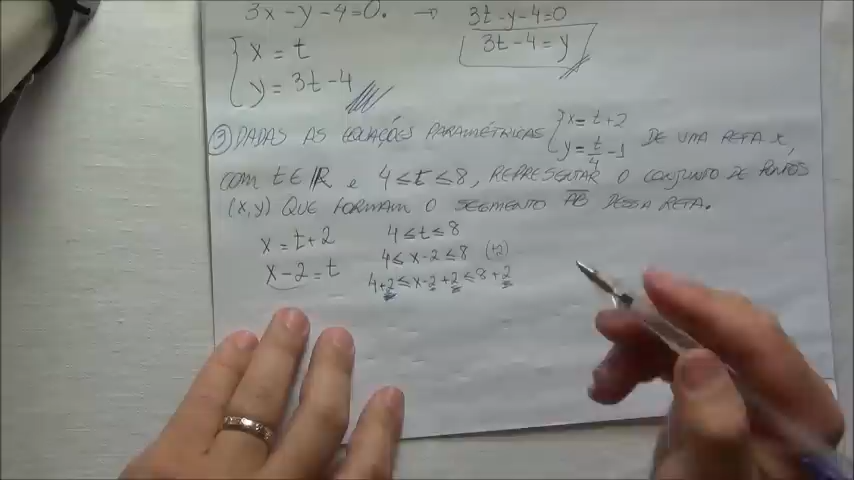 3x - y - 4 = 0. → 3t - y - 4 = 0
3t - 4 = y
{ x = t
y = 3t - 4
③ DADAS AS EQUAÇÕES PARAMÉTRICAS { x = t + 2
y = t/4 - 1 DE UMA RETA r,
COM t ∈ ℝ e 4 ≤ t ≤ 8, REPRESENTAR O CONJUNTO DE PONTOS
(x,y) QUE FORMAM O SEGMENTO AB DESSA RETA.
x = t + 2
x - 2 = t
4 ≤ t ≤ 8
4 ≤ x - 2 ≤ 8 (+2)
4 + 2 ≤ x - 2 + 2 ≤ 8 + 2